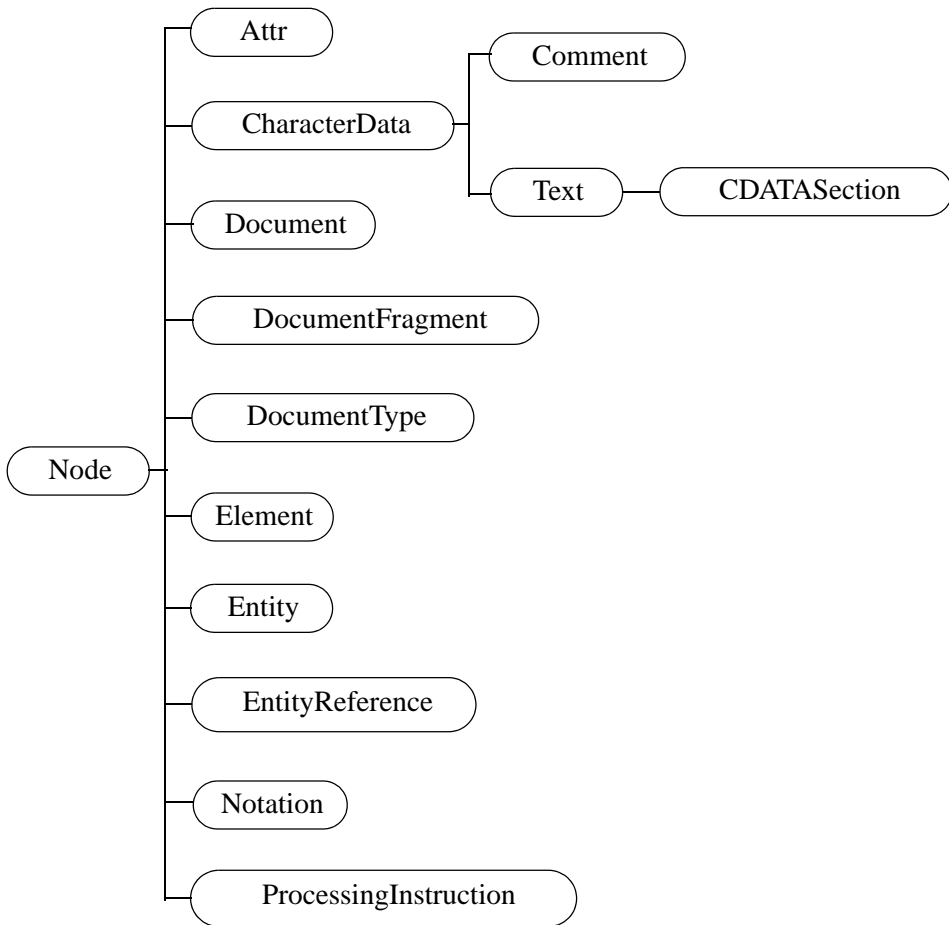 Attr
Comment
CharacterData
Text
CDATASection
Document
DocumentFragment
DocumentType
Node
Element
Entity
EntityReference
Notation
ProcessingInstruction